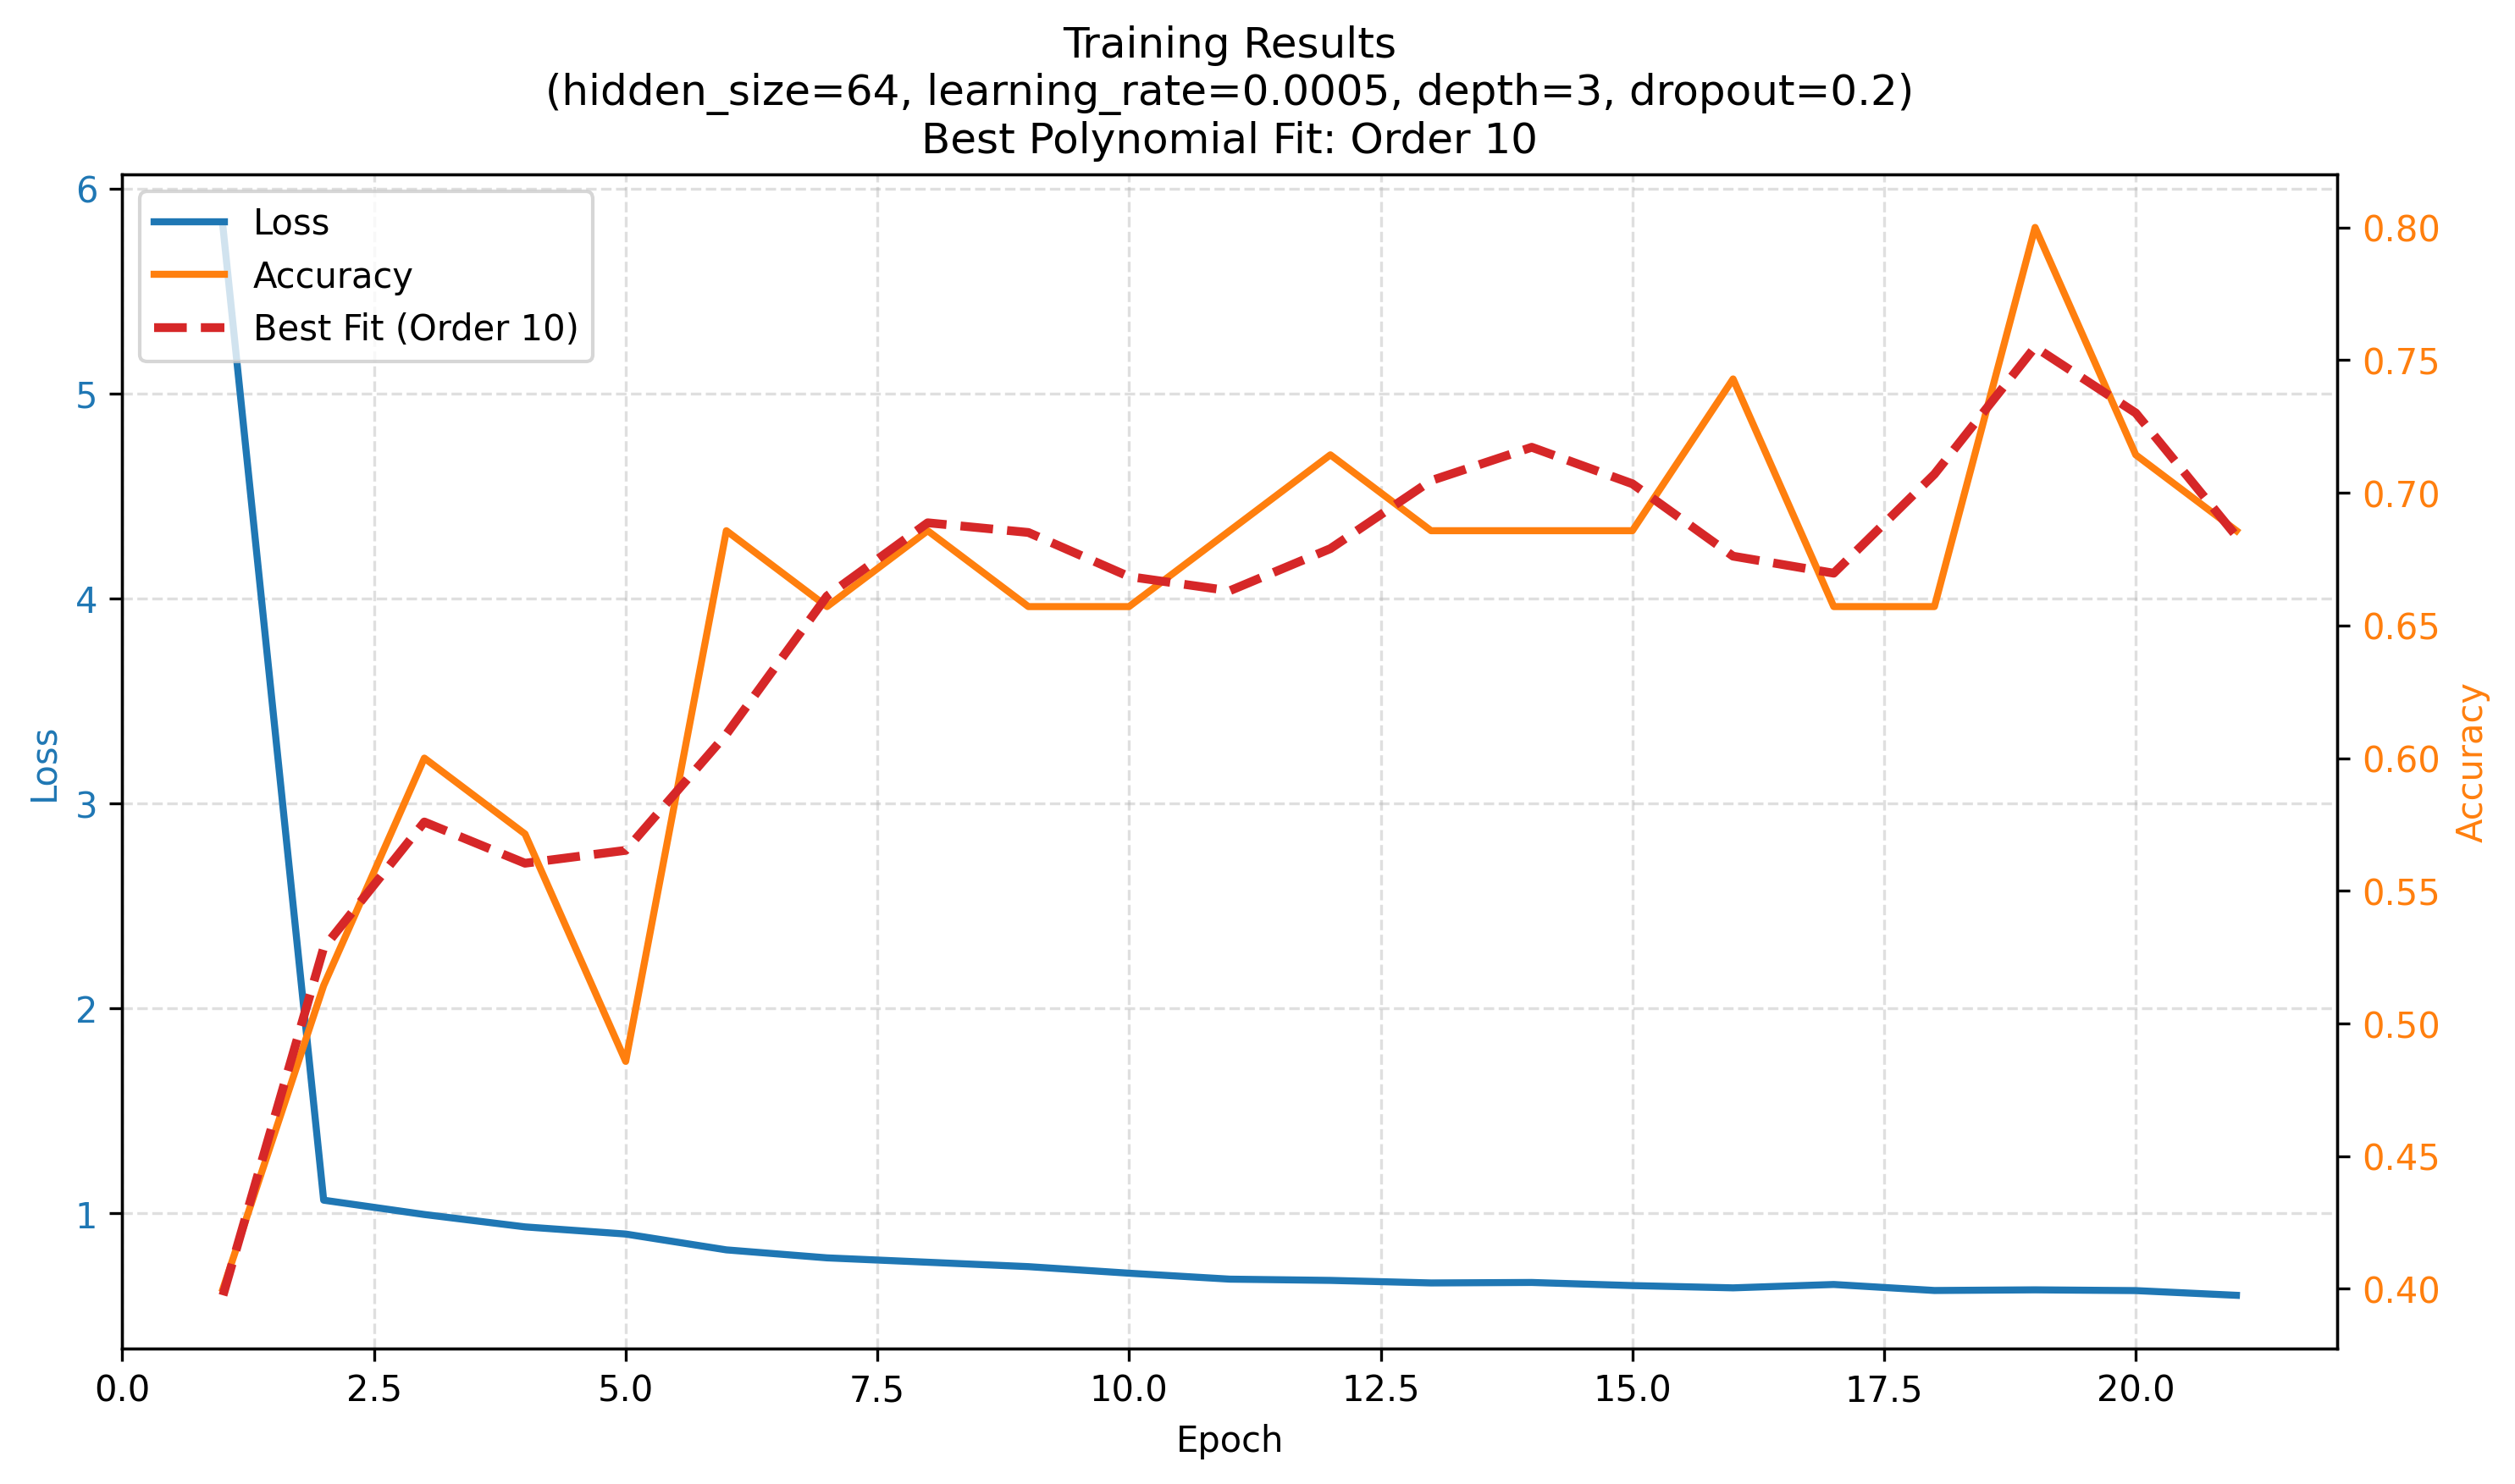 Training Results
(hidden_size=64, learning_rate=0.0005, depth=3, dropout=0.2)
Best Polynomial Fit: Order 10
Loss
Accuracy
Best Fit (Order 10)
6
5
4
3
2
1
Loss
0.80
0.75
0.70
0.65
0.60
0.55
0.50
0.45
0.40
Accuracy
0.0 2.5 5.0 7.5 10.0 12.5 15.0 17.5 20.0
Epoch